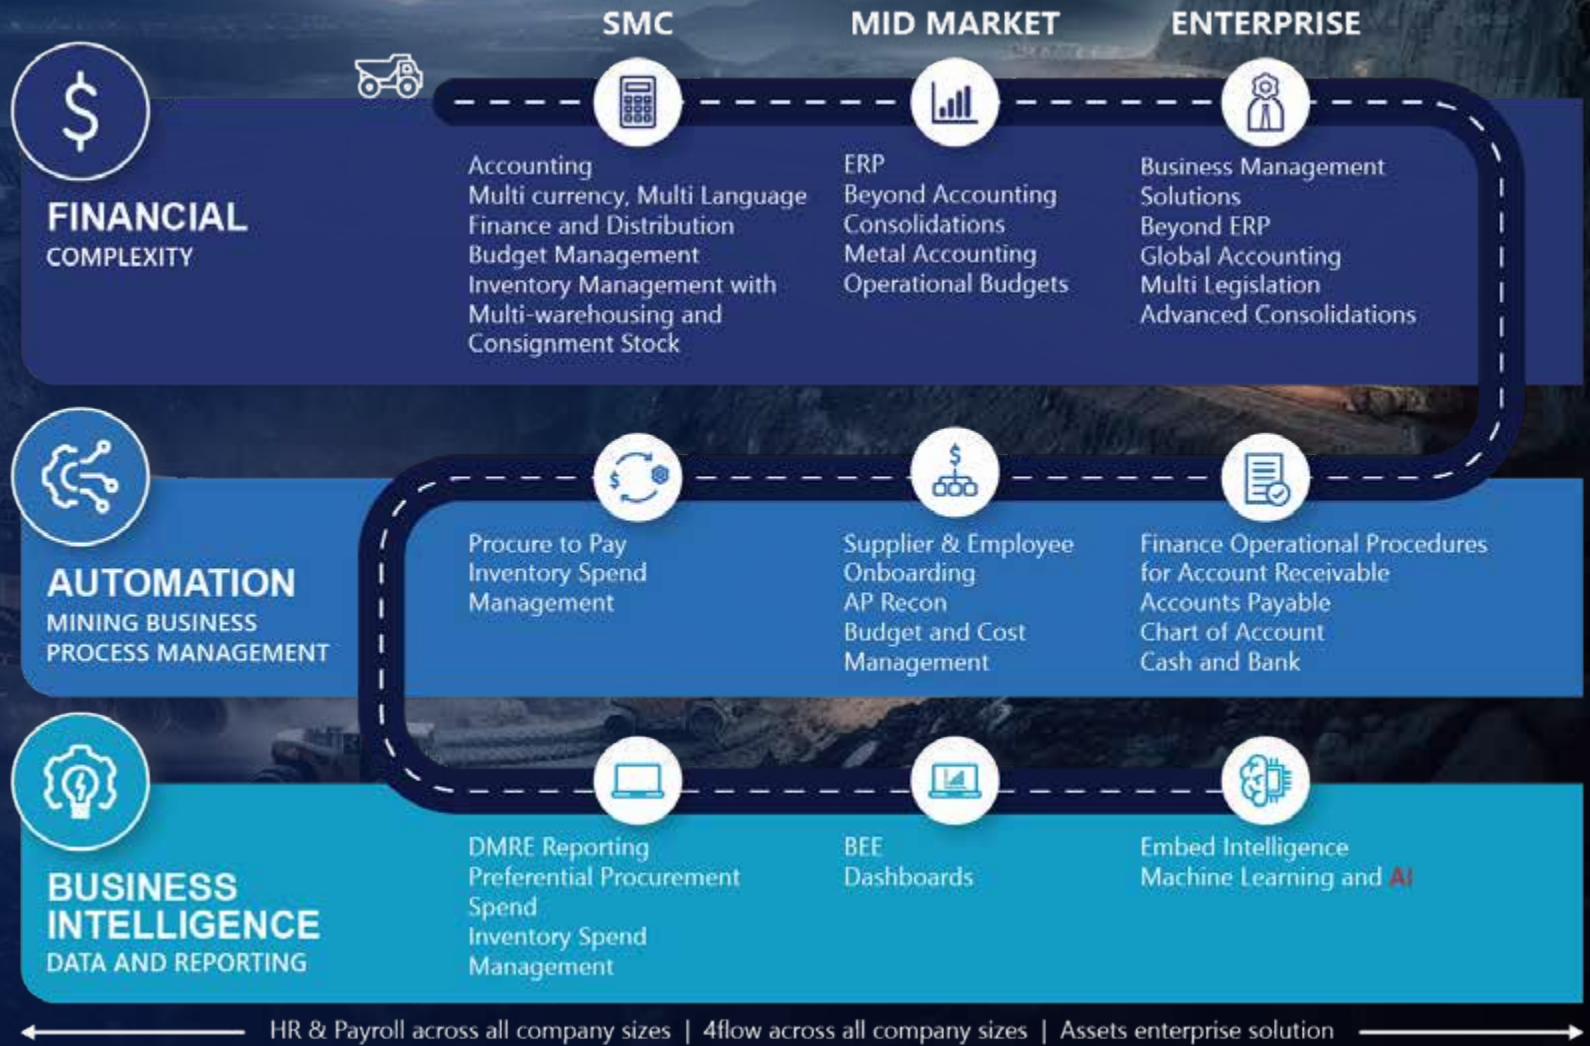 SMC
MID MARKET
ENTERPRISE
FINANCIAL
COMPLEXITY
Accounting
Multi currency, Multi Language
Finance and Distribution
Budget Management
Inventory Management with
Multi-warehousing and
Consignment Stock
ERP
Beyond Accounting
Consolidations
Metal Accounting
Operational Budgets
Business Management
Solutions
Beyond ERP
Global Accounting
Multi Legislation
Advanced Consolidations
AUTOMATION
MINING BUSINESS
PROCESS MANAGEMENT
Procure to Pay
Inventory Spend
Management
Supplier & Employee
Onboarding
AP Recon
Budget and Cost
Management
Finance Operational Procedures
for Account Receivable
Accounts Payable
Chart of Account
Cash and Bank
BUSINESS
INTELLIGENCE
DATA AND REPORTING
DMRE Reporting
Preferential Procurement
Spend
Inventory Spend
Management
BEE
Dashboards
Embed Intelligence
Machine Learning and AI
HR & Payroll across all company sizes | 4flow across all company sizes | Assets enterprise solution